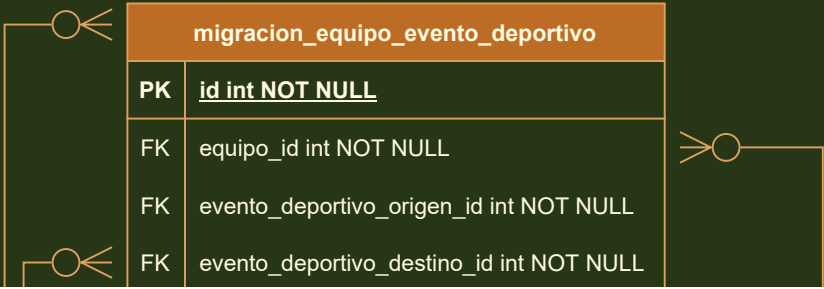 migracion_equipo_evento_deportivo
PK id int NOT NULL
FK equipo_id int NOT NULL
FK evento_deportivo_origen_id int NOT NULL
FK evento_deportivo_destino_id int NOT NULL